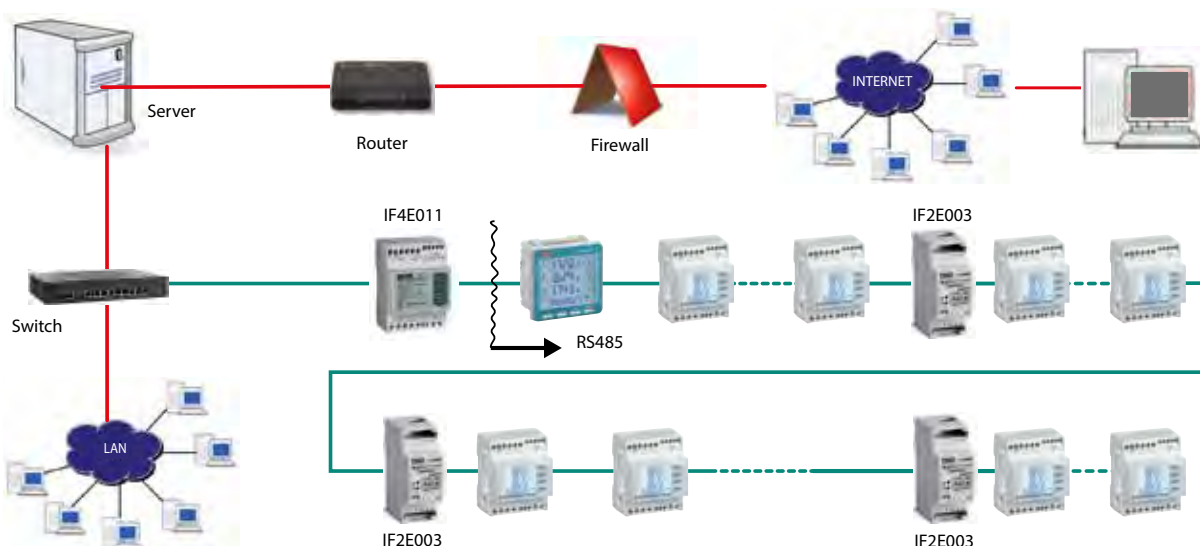 Server
Router
Firewall
INTERNET
IF4E011
IF2E003
Switch
RS485
LAN
IF2E003
IF2E003